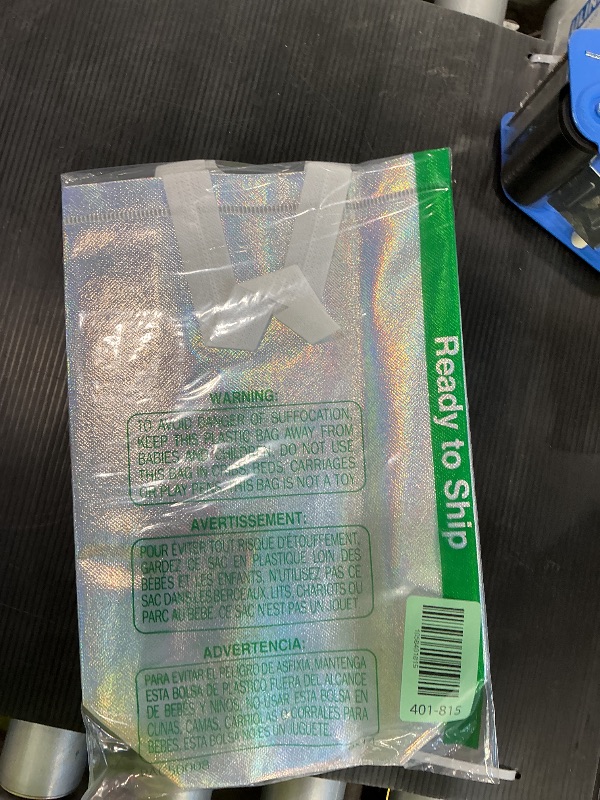 WARNING:
TO AVOID DANGER OF SUFFOCATION,
KEEP THIS PLASTIC BAG AWAY FROM
BABIES AND CHILDREN. DO NOT USE
THIS BAG IN CRIBS, BEDS, CARRIAGES
OR PLAY PENS. THIS BAG IS NOT A TOY.
AVERTISSEMENT:
POUR ÉVITER TOUT RISQUE D'ÉTOUFFEMENT,
GARDEZ CE SAC EN PLASTIQUE LOIN DES
BÉBÉS ET LES ENFANTS. N'UTILISEZ PAS CE
SAC DANS LES BERCEAUX, LITS, CHARIOTS OU
PARC AU BÉBÉ. CE SAC N'EST PAS UN JOUET.
ADVERTENCIA:
PARA EVITAR EL PELIGRO DE ASFIXIA, MANTENGA
ESTA BOLSA DE PLÁSTICO FUERA DEL ALCANCE
DE BEBÉS Y NIÑOS. NO USAR ESTA BOLSA EN
CUNAS, CAMAS, CARRIOLAS O CORRALES PARA
BEBÉS. ESTA BOLSA NO ES UN JUGUETE.
Ready to Ship
401-815